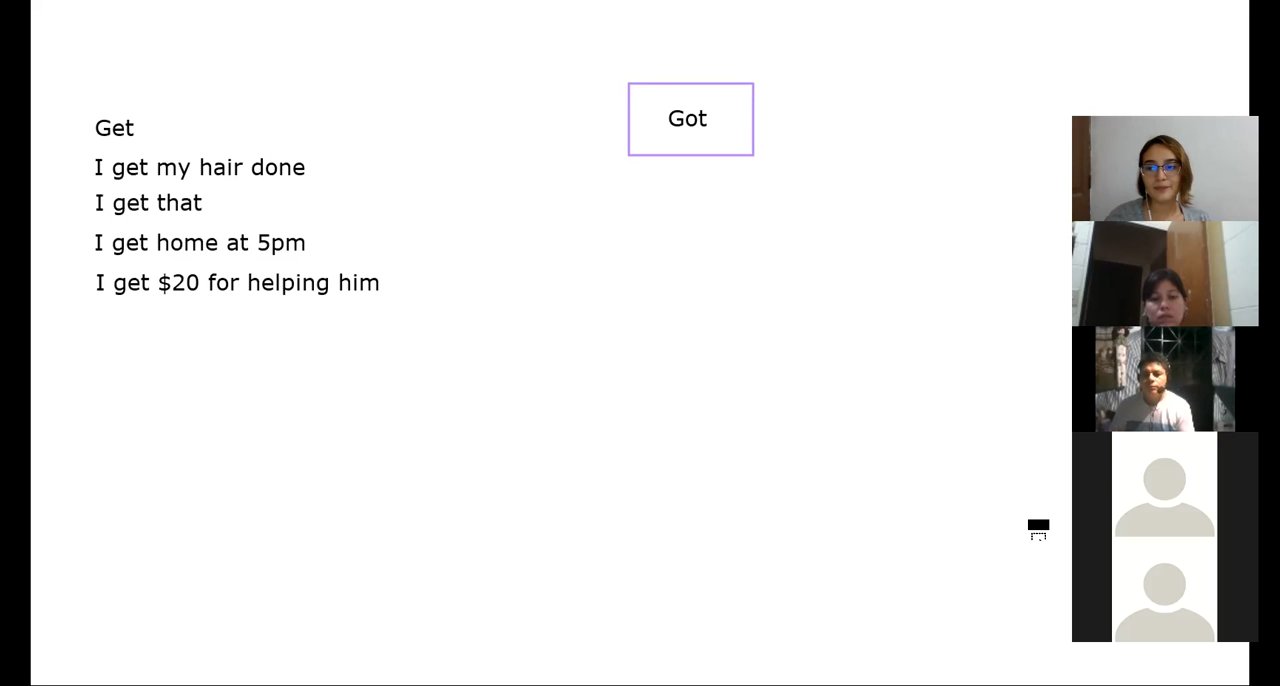 Get
I get my hair done
I get that
I get home at 5pm
I get $20 for helping him
Got